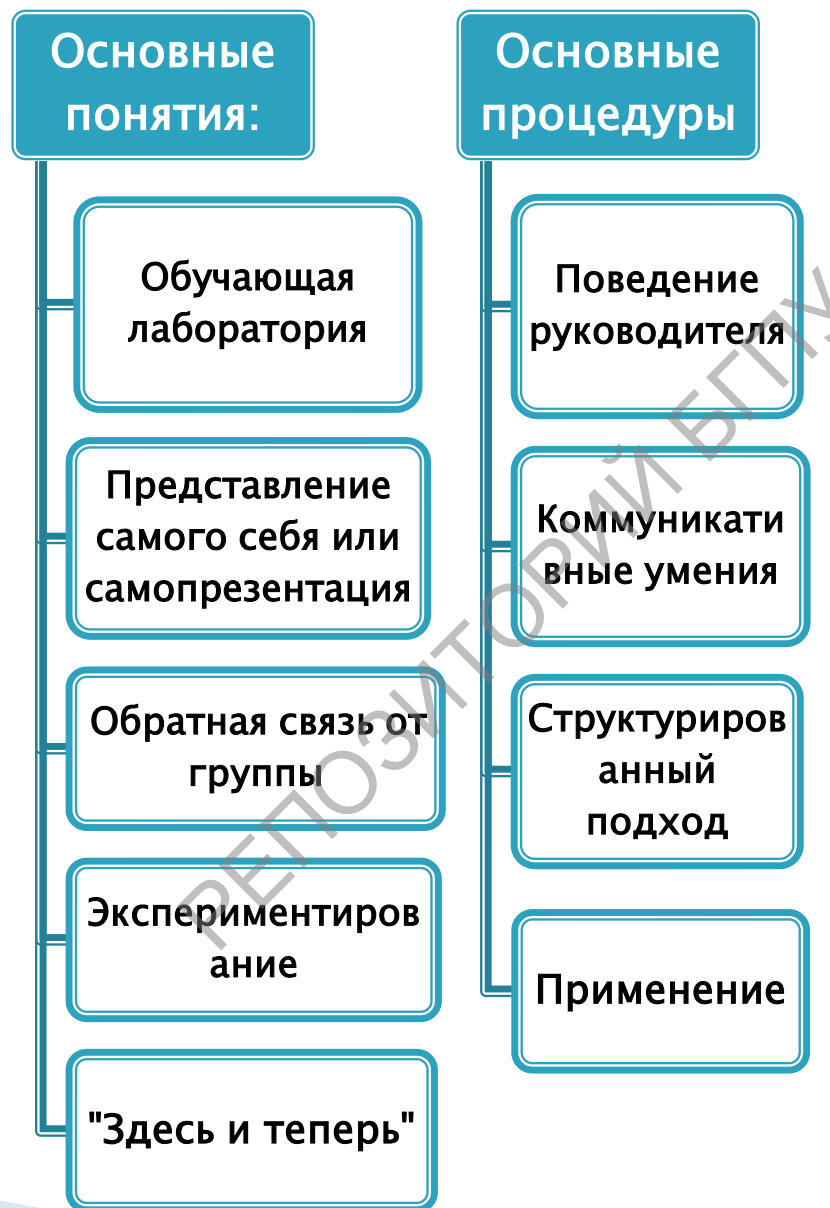 Основные
понятия:
Обучающая
лаборатория
Представление
самого себя или
самопрезентация
Обратная связь от
группы
Экспериментиров
ание
"Здесь и теперь"
Основные
процедуры
Поведение
руководителя
Коммуникати
вные умения
Структуриров
анный
подход
Применение
РЕПОЗИТОРИЙ БГПУ